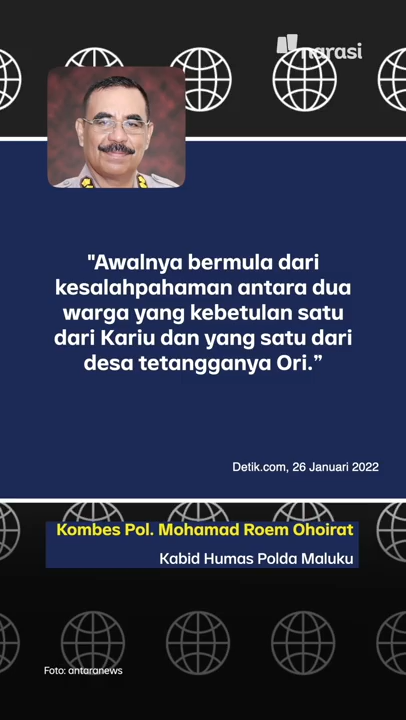 narasi
"Awalnya bermula dari
kesalahpahaman antara dua
warga yang kebetulan satu
dari Kariu dan yang satu dari
desa tetangganya Ori.”
Detik.com, 26 Januari 2022
Kombes Pol. Mohamad Roem Ohoirat
Kabid Humas Polda Maluku
Foto: antaranews